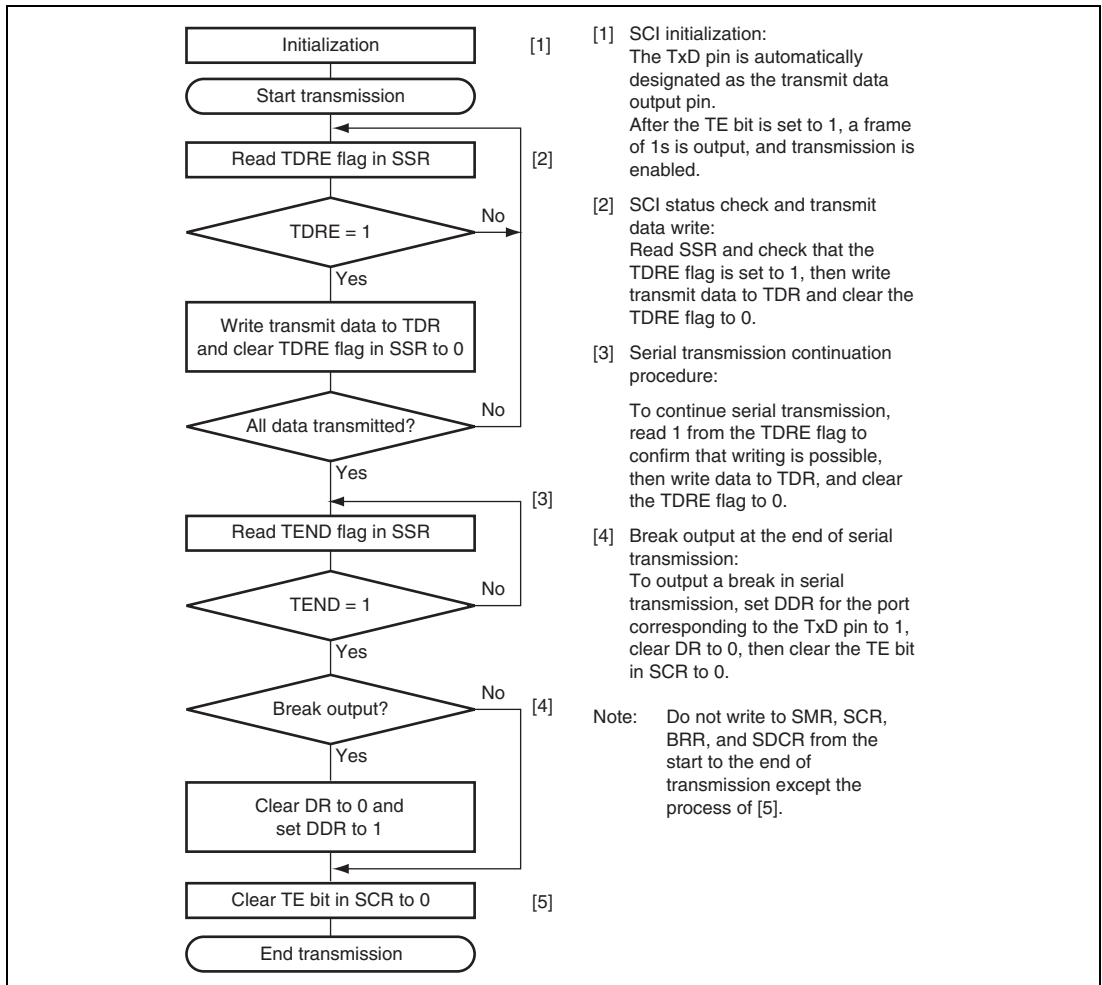 Initialization
[1]
Start transmission
Read TDRE flag in SSR
[2]
No
TDRE = 1
Yes
Write transmit data to TDR
and clear TDRE flag in SSR to 0
No
All data transmitted?
Yes
[3]
Read TEND flag in SSR
No
TEND = 1
Yes
No
Break output?
[4]
Yes
Clear DR to 0 and
set DDR to 1
Clear TE bit in SCR to 0
[5]
End transmission
[1] SCI initialization:
The TxD pin is automatically
designated as the transmit data
output pin.
After the TE bit is set to 1, a frame
of 1s is output, and transmission is
enabled.
[2] SCI status check and transmit
data write:
Read SSR and check that the
TDRE flag is set to 1, then write
transmit data to TDR and clear the
TDRE flag to 0.
[3] Serial transmission continuation
procedure:
To continue serial transmission,
read 1 from the TDRE flag to
confirm that writing is possible,
then write data to TDR, and clear
the TDRE flag to 0.
[4] Break output at the end of serial
transmission:
To output a break in serial
transmission, set DDR for the port
corresponding to the TxD pin to 1,
clear DR to 0, then clear the TE bit
in SCR to 0.
Note: Do not write to SMR, SCR,
BRR, and SDCR from the
start to the end of
transmission except the
process of [5].